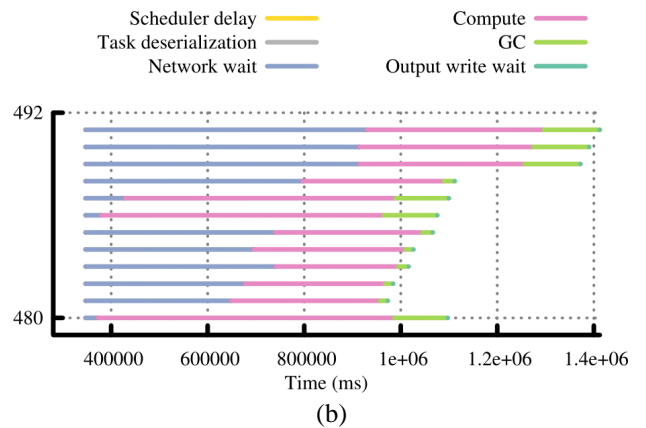 Scheduler delay
Compute
Task deserialization
GC
Network wait
Output write wait
492
480
400000 600000 800000 1e+06 1.2e+06 1.4e+06
Time (ms)
(b)